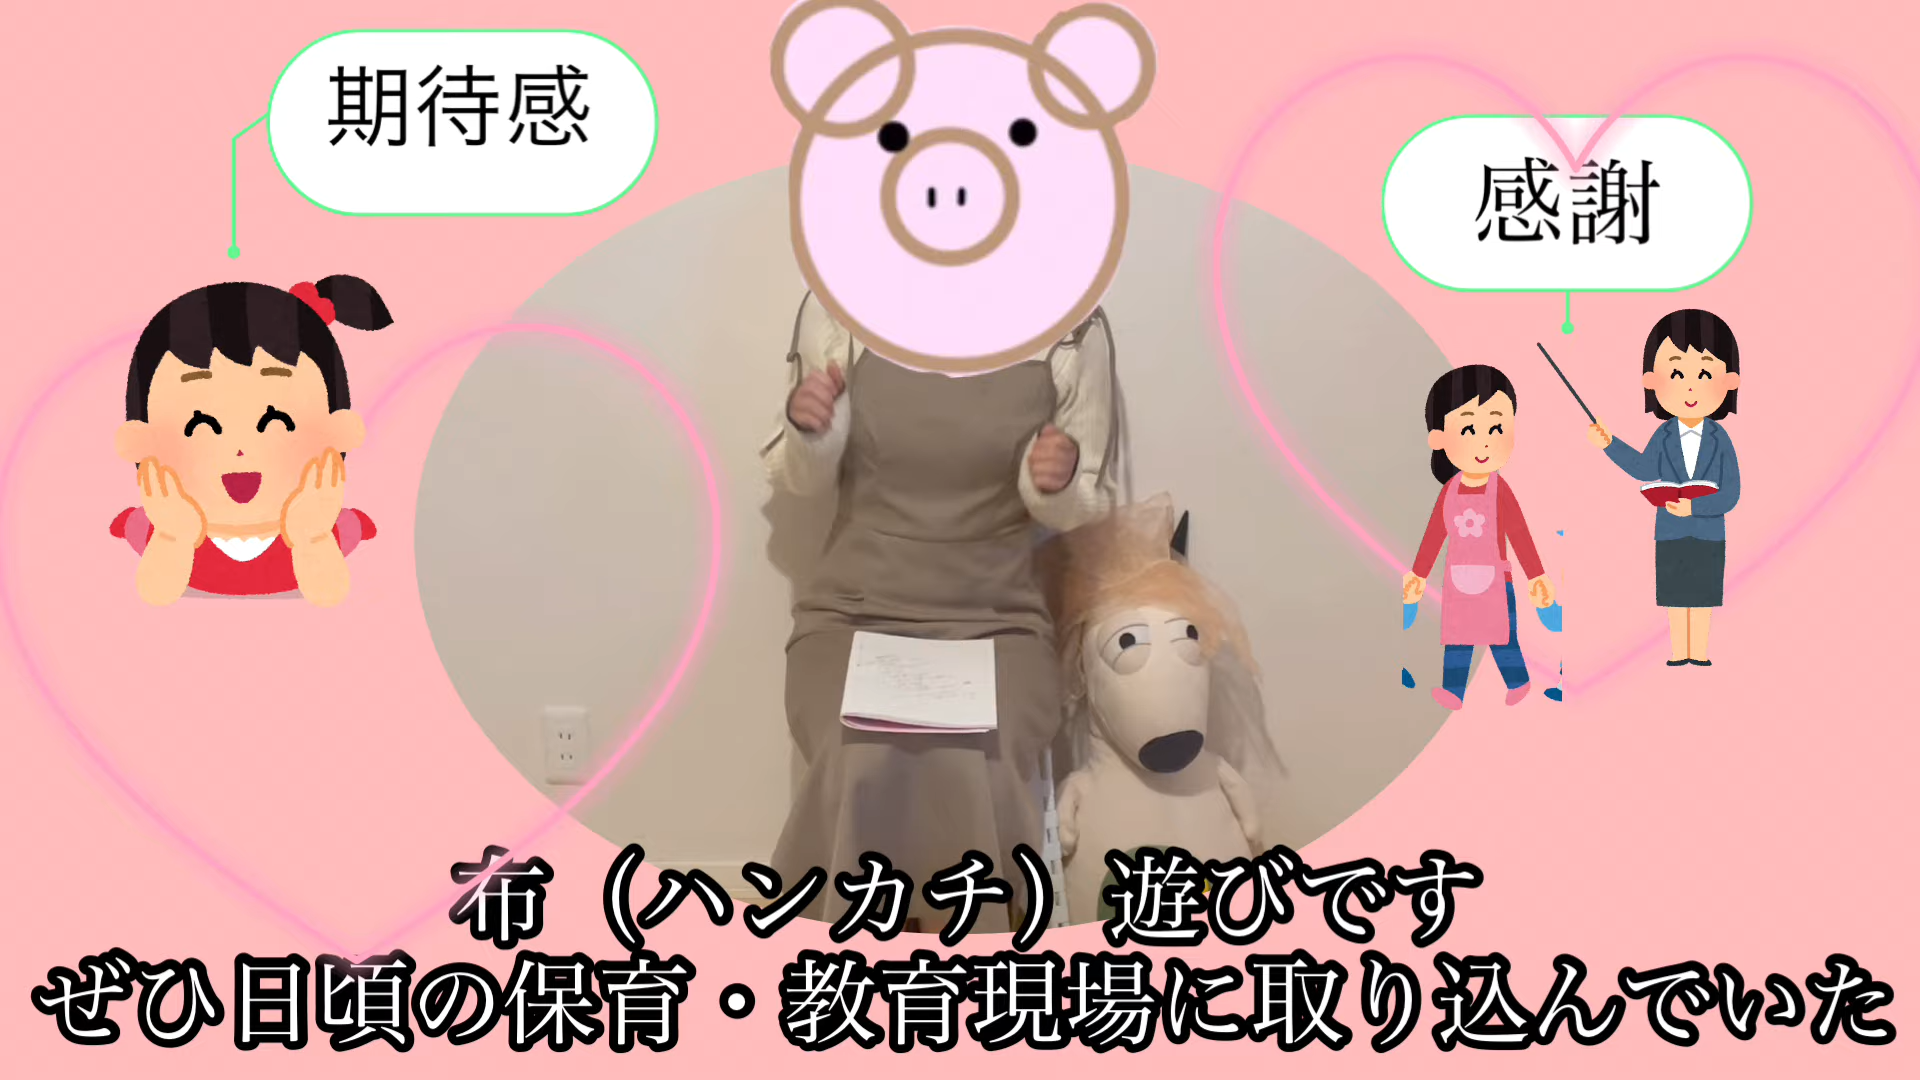 期待感
感謝
布（ハンカチ）遊びです
ぜひ日頃の保育・教育現場に取り込んでいた